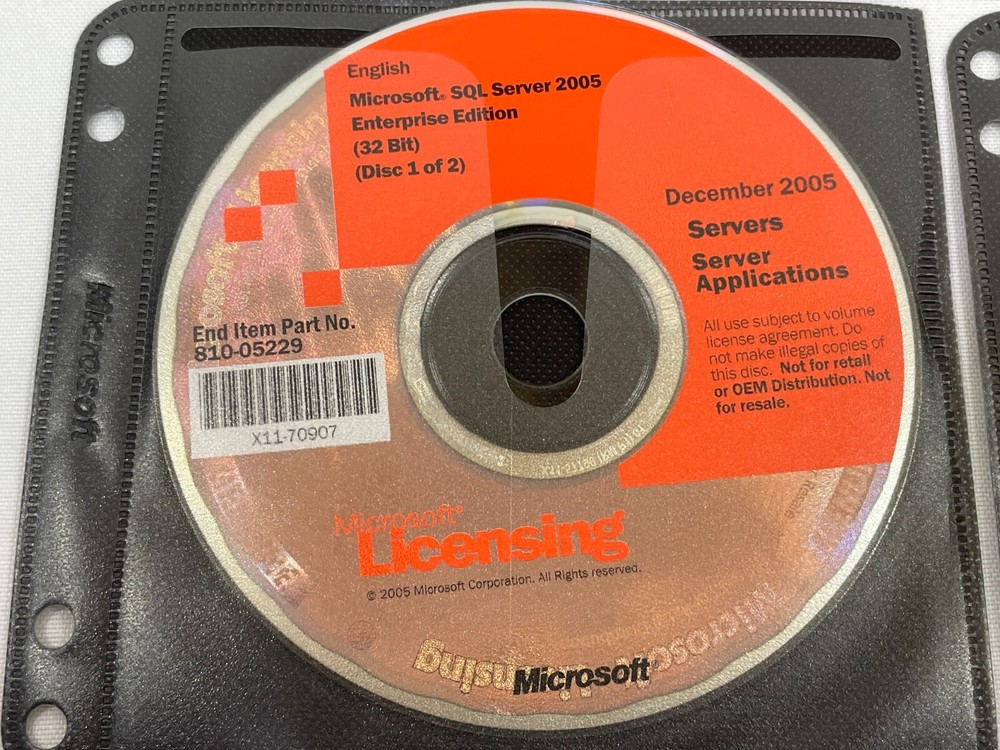 English
Microsoft® SQL Server 2005
Enterprise Edition
(32 Bit)
(Disc 1 of 2)
December 2005
Servers
Server
Applications
All use subject to volume
license agreement. Do
not make illegal copies of
this disc. Not for retail
or OEM Distribution. Not
for resale.
End Item Part No.
810-05229
X11-70907
Microsoft®
Licensing
© 2005 Microsoft Corporation. All Rights reserved.
Microsoft®
Microsoft